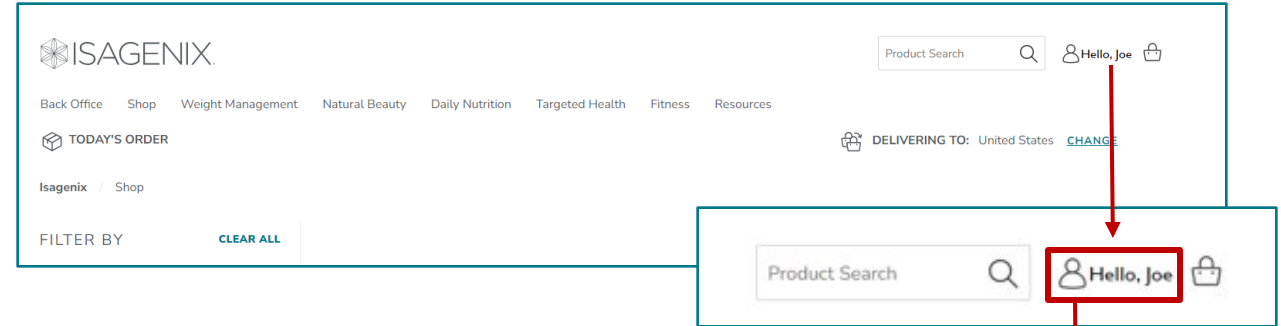 ISAGENIX.
Product Search Hello, Joe
Back Office Shop Weight Management Natural Beauty Daily Nutrition Targeted Health Fitness Resources
TODAY'S ORDER DELIVERING TO: United States CHANGE
Isagenix / Shop
FILTER BY CLEAR ALL
Product Search Hello, Joe